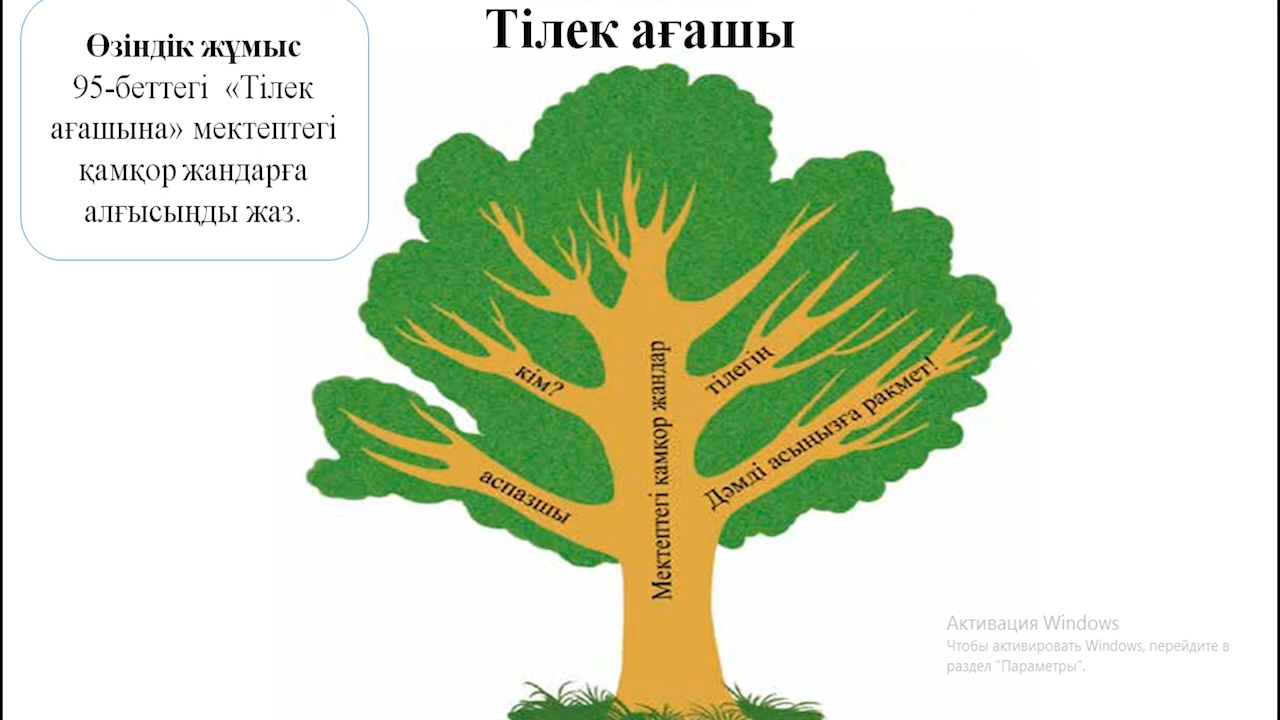 Өзіндік жұмыс
95-беттегі «Тілек
ағашына» мектептегі
қамқор жандарға
алғысыңды жаз.
Тілек ағашы
кім?
тілегің
аспазшы
Дәмді асыңызға рақмет!
Мектептегі қамқор жандар
Активация Windows
Чтобы активировать Windows, перейдите в
раздел "Параметры".